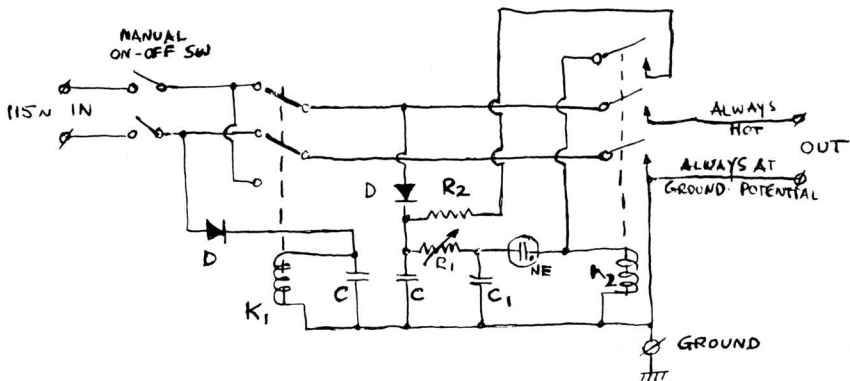 MANUAL
ON-OFF SW
115~ IN
ALWAYS
HOT
OUT
ALWAYS AT
GROUND POTENTIAL
D
R2
D
R1
NE
K1
C
C
C1
K2
GROUND